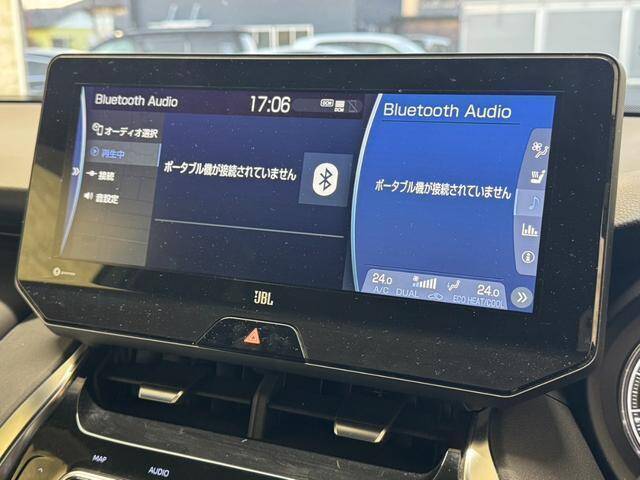 Bluetooth Audio
17:06
DCM
オーディオ選択
再生中
接続
音設定
ポータブル機が接続されていません
Bluetooth Audio
ポータブル機が接続されていません
24.0
A/C
DUAL
24.0
ECO HEAT/COOL
JBL
MAP
AUDIO